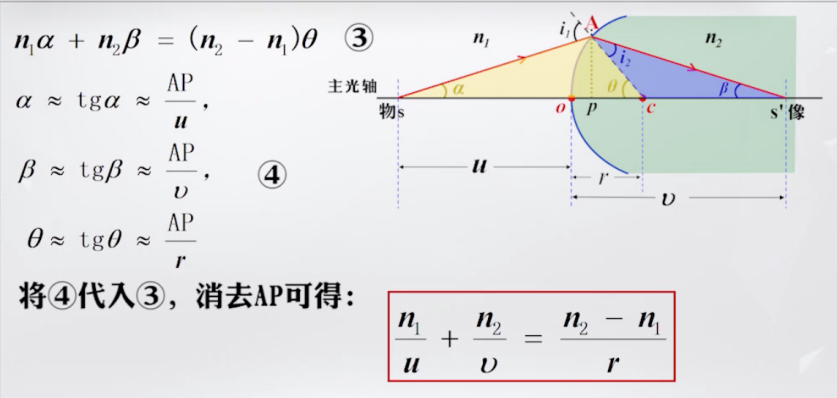 n₁α + n₂β = (n₂ − n₁)θ ③
α ≈ tgα ≈ AP/u ,
β ≈ tgβ ≈ AP/υ , ④
θ ≈ tgθ ≈ AP/r
将④代入③，消去AP可得：
n₁/u + n₂/υ = (n₂ − n₁)/r
i₁ A
n₁ n₂
i₂
主光轴 α θ β
物s o p c s' 像
u r
υ